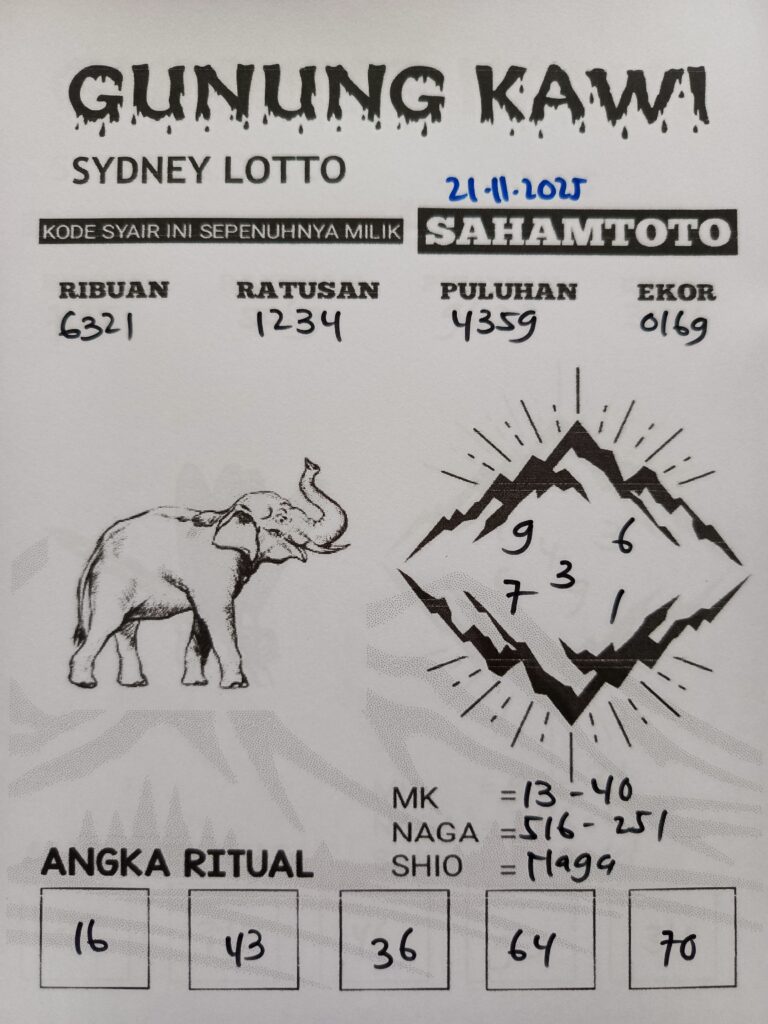 GUNUNG KAWI
SYDNEY LOTTO
21-11-2025
KODE SYAIR INI SEPENUHNYA MILIK SAHAMTOTO
RIBUAN RATUSAN PULUHAN EKOR
6321 1234 4359 0169
9 6
3
7 1
MK = 13 - 40
NAGA = 516 - 251
SHIO = Naga
ANGKA RITUAL
16 43 36 64 70